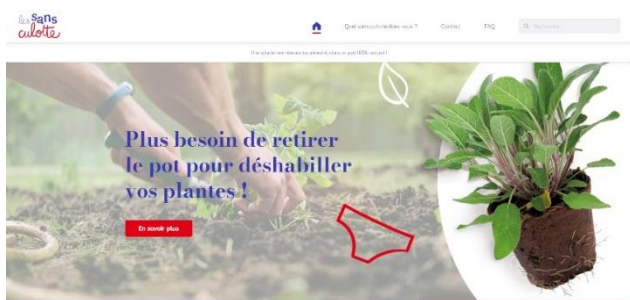 les sans
culotte
Quel sans culotte êtes-vous ?
Contact
FAQ
Plus besoin de retirer
le pot pour déshabiller
vos plantes !
En savoir plus